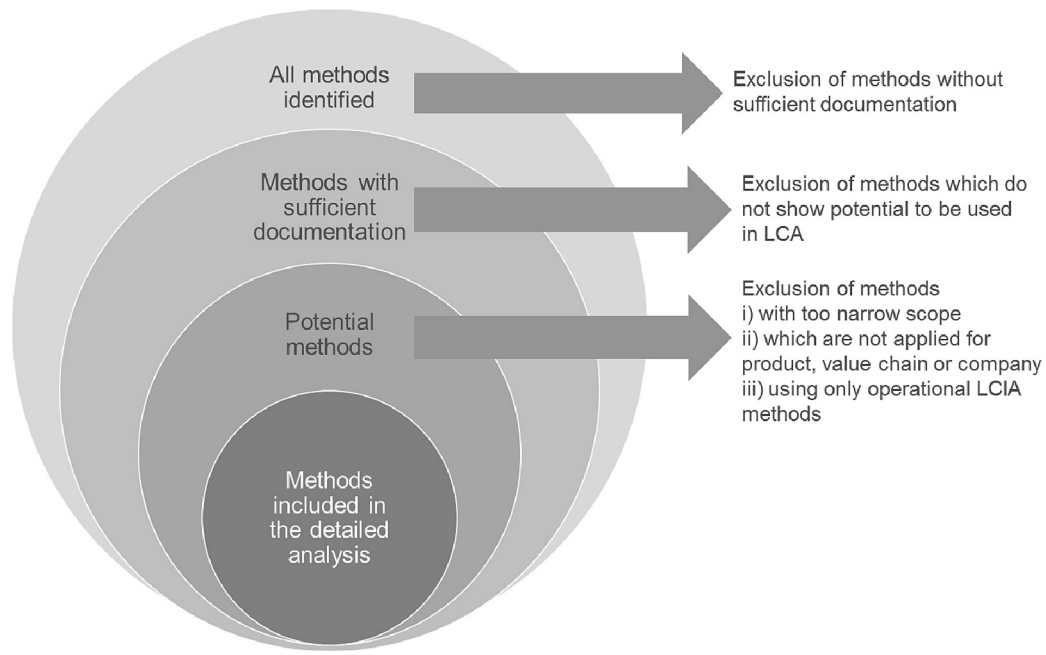 All methods
identified
Exclusion of methods without
sufficient documentation
Methods with
sufficient
documentation
Exclusion of methods which do
not show potential to be used
in LCA
Potential
methods
Exclusion of methods
i) with too narrow scope
ii) which are not applied for
product, value chain or company
iii) using only operational LCIA
methods
Methods
included in
the detailed
analysis